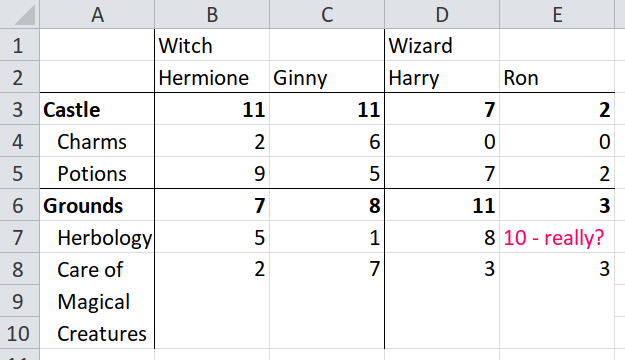 A B C D E
1 Witch Wizard
2 Hermione Ginny Harry Ron
3 Castle 11 11 7 2
4 Charms 2 6 0 0
5 Potions 9 5 7 2
6 Grounds 7 8 11 3
7 Herbology 5 1 8 10 - really?
8 Care of 2 7 3 3
9 Magical
10 Creatures